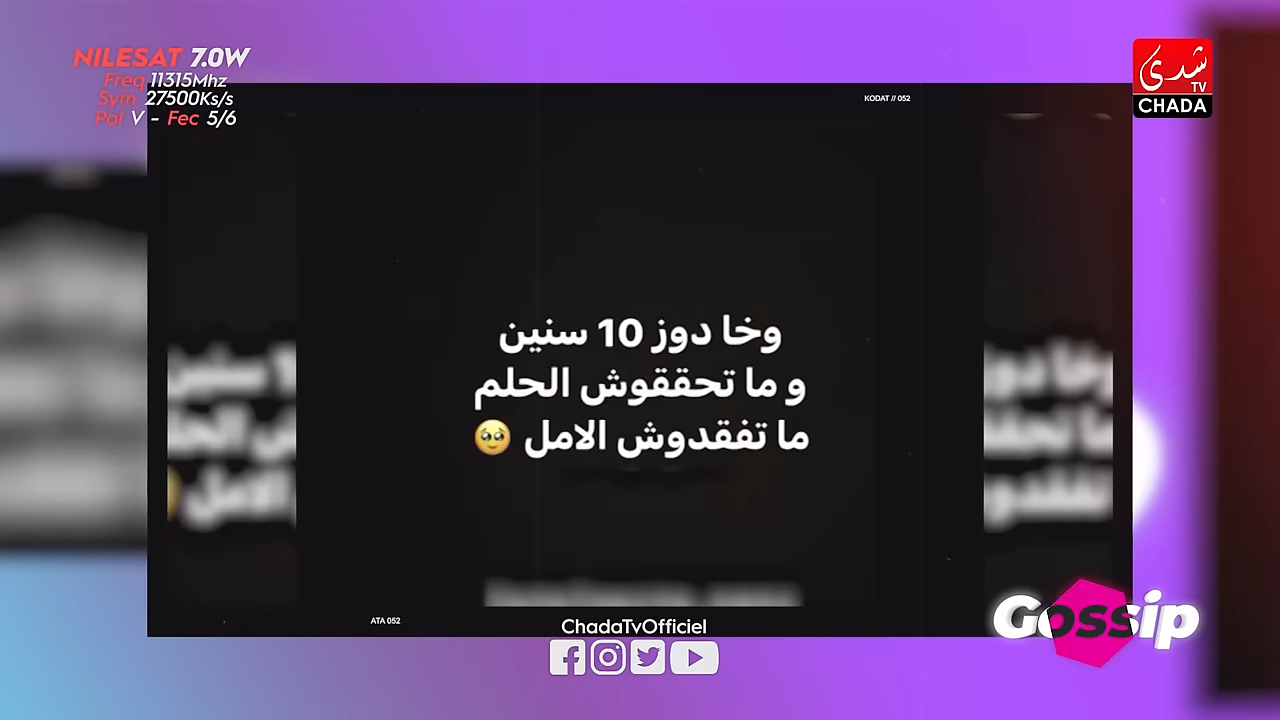 NILESAT 7.0W
Freq 11315Mhz
Sym 27500Ks/s
Pol V - Fec 5/6
شدى
TV
CHADA
KODAT // 052
وخا دوز 10 سنين
و ما تحققوش الحلم
ما تفقدوش الامل 🥹
ATA 052
ChadaTvOfficiel
Gossip